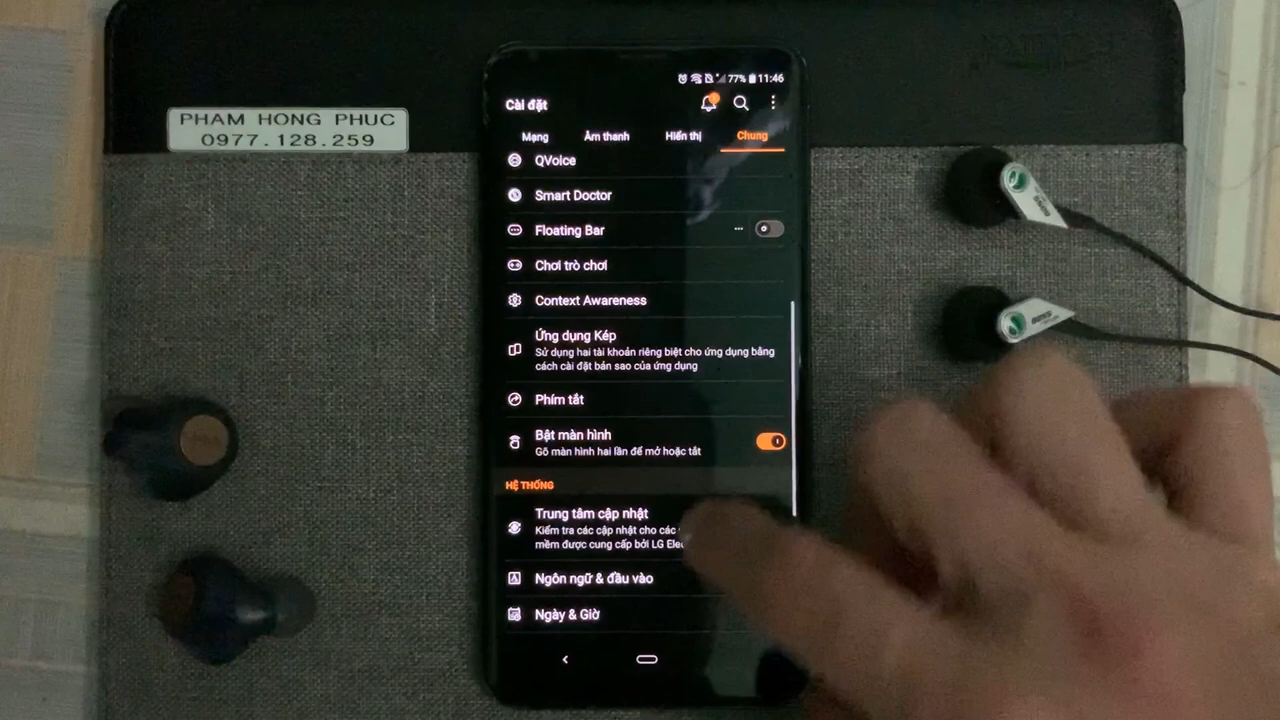 PHAM HONG PHUC
0977.128.259
77% 11:46
Cài đặt
Mạng Âm thanh Hiển thị Chung
QVoice
Smart Doctor
Floating Bar
Chơi trò chơi
Context Awareness
Ứng dụng Kép
Sử dụng hai tài khoản riêng biệt cho ứng dụng bằng
cách cài đặt bản sao của ứng dụng
Phím tắt
Bật màn hình
Gõ màn hình hai lần để mở hoặc tắt
HỆ THỐNG
Trung tâm cập nhật
Kiểm tra các cập nhật cho các
mềm được cung cấp bởi LG
Ngôn ngữ & đầu vào
Ngày & Giờ